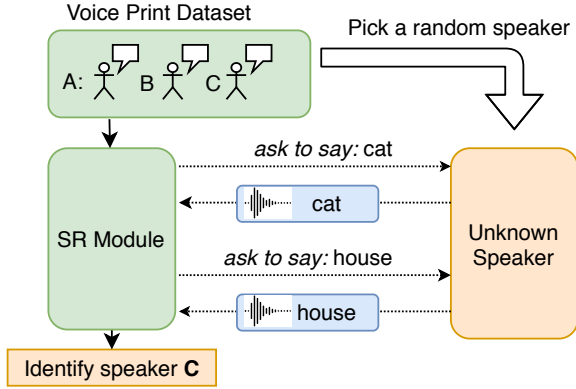 Voice Print Dataset
Pick a random speaker
A: B C
ask to say: cat
cat
SR Module
Unknown
Speaker
ask to say: house
house
Identify speaker C